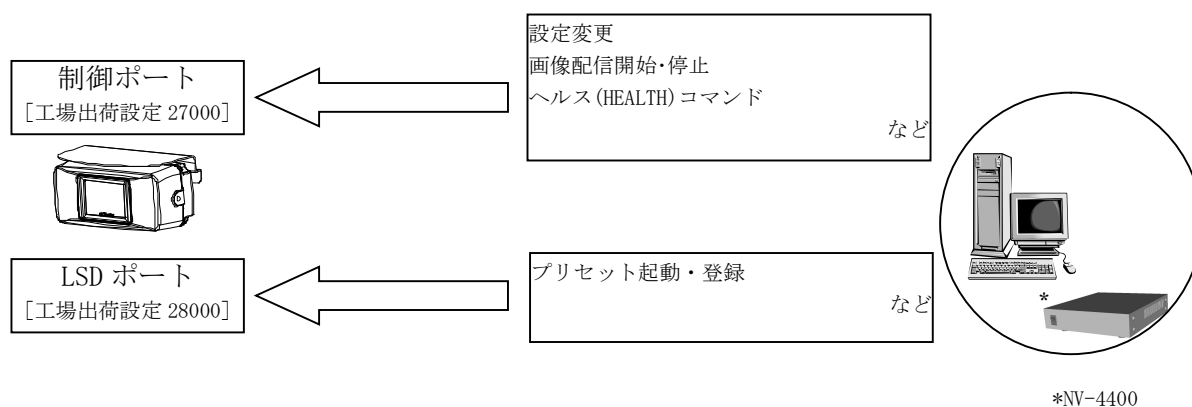 設定変更
画像配信開始･停止
ヘルス(HEALTH)コマンド
など
制御ポート
[工場出荷設定 27000]
LSD ポート
[工場出荷設定 28000]
プリセット起動・登録
など
*
*NV-4400